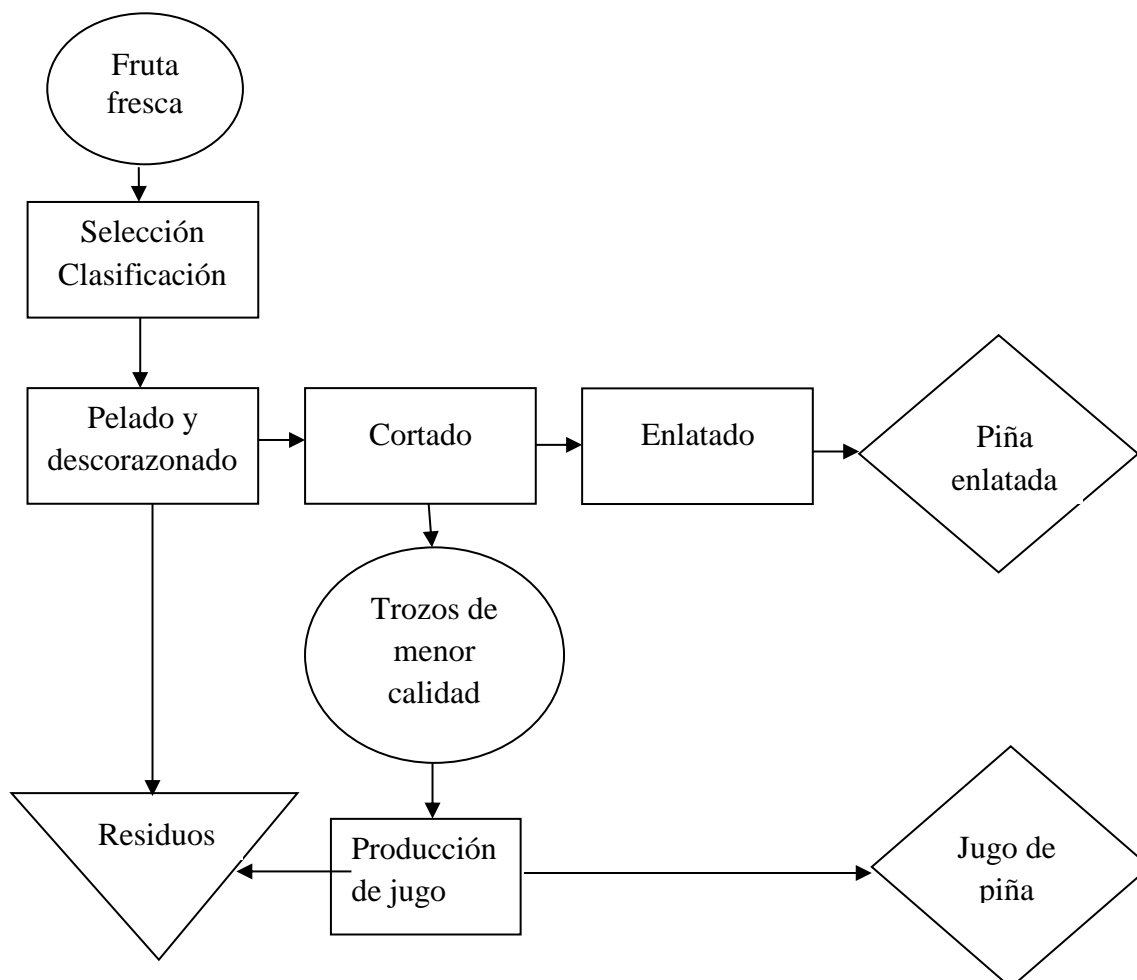 Fruta
fresca
Selección
Clasificación
Pelado y
descorazonado
Cortado
Enlatado
Piña
enlatada
Trozos de
menor
calidad
Residuos
Producción
de jugo
Jugo de
piña